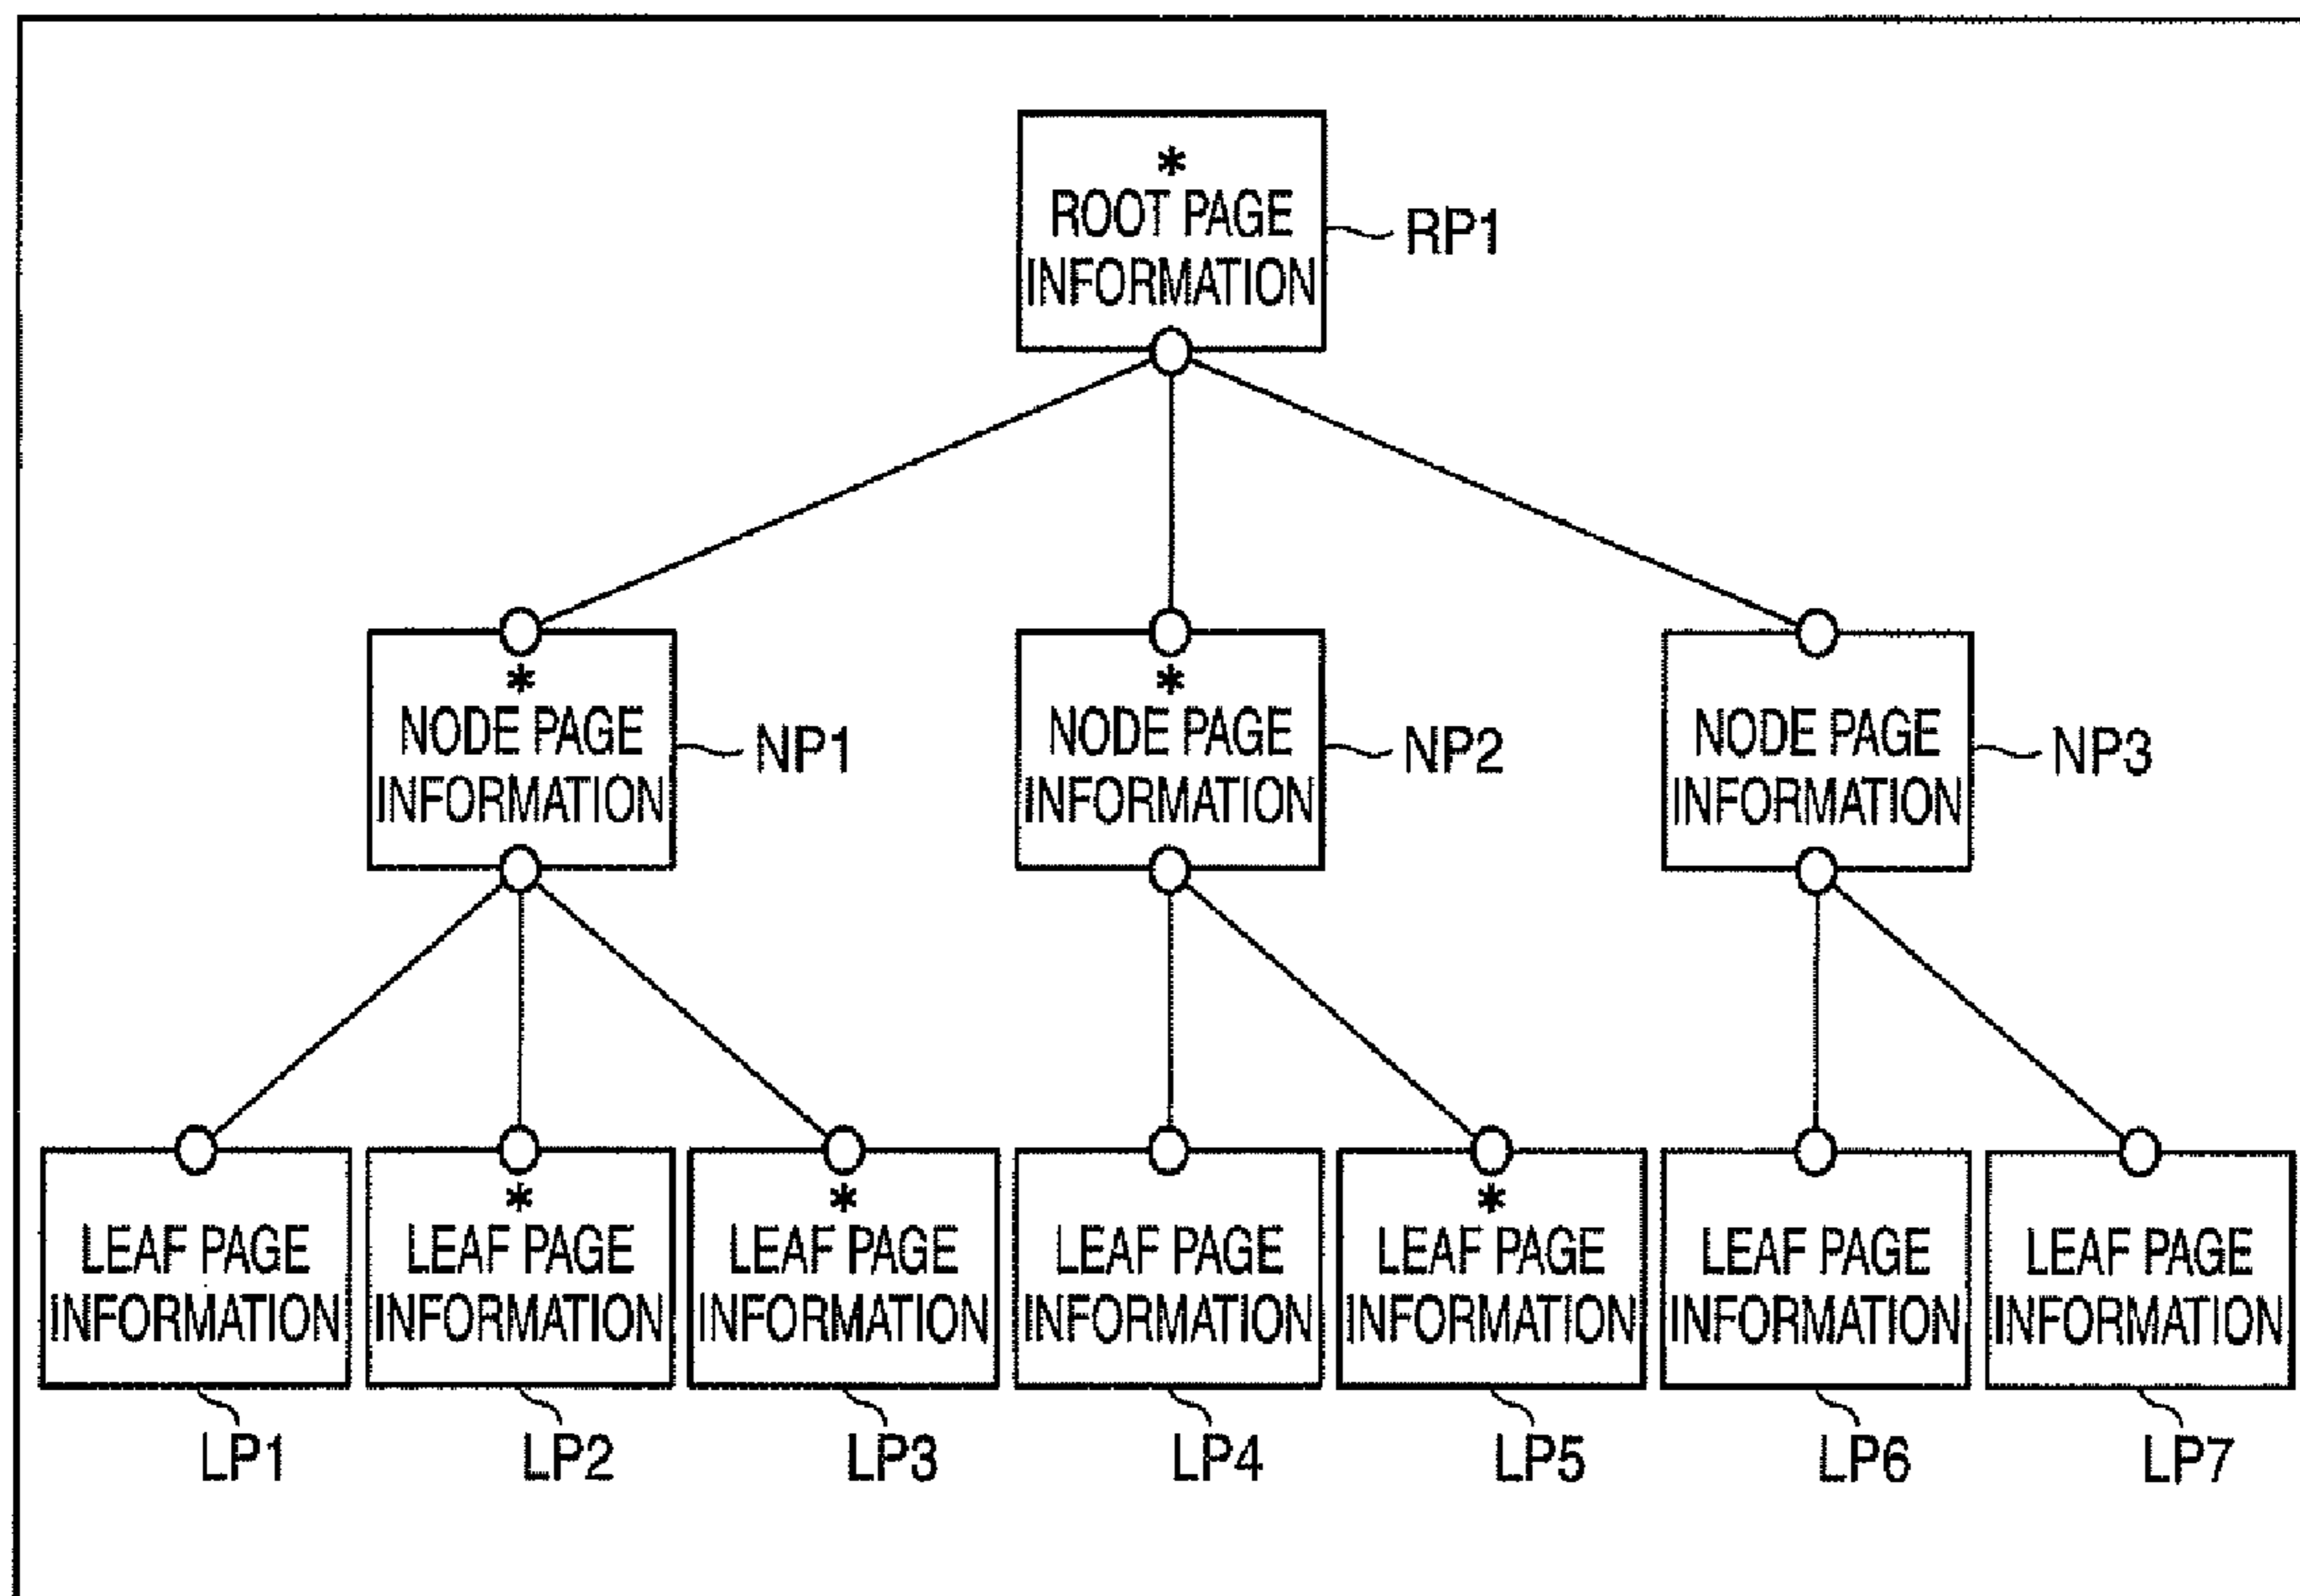 *
ROOT PAGE
INFORMATION
RP1
*
NODE PAGE
INFORMATION
NP1
*
NODE PAGE
INFORMATION
NP2
NODE PAGE
INFORMATION
NP3
LEAF PAGE
INFORMATION
LP1
*
LEAF PAGE
INFORMATION
LP2
*
LEAF PAGE
INFORMATION
LP3
LEAF PAGE
INFORMATION
LP4
*
LEAF PAGE
INFORMATION
LP5
LEAF PAGE
INFORMATION
LP6
LEAF PAGE
INFORMATION
LP7